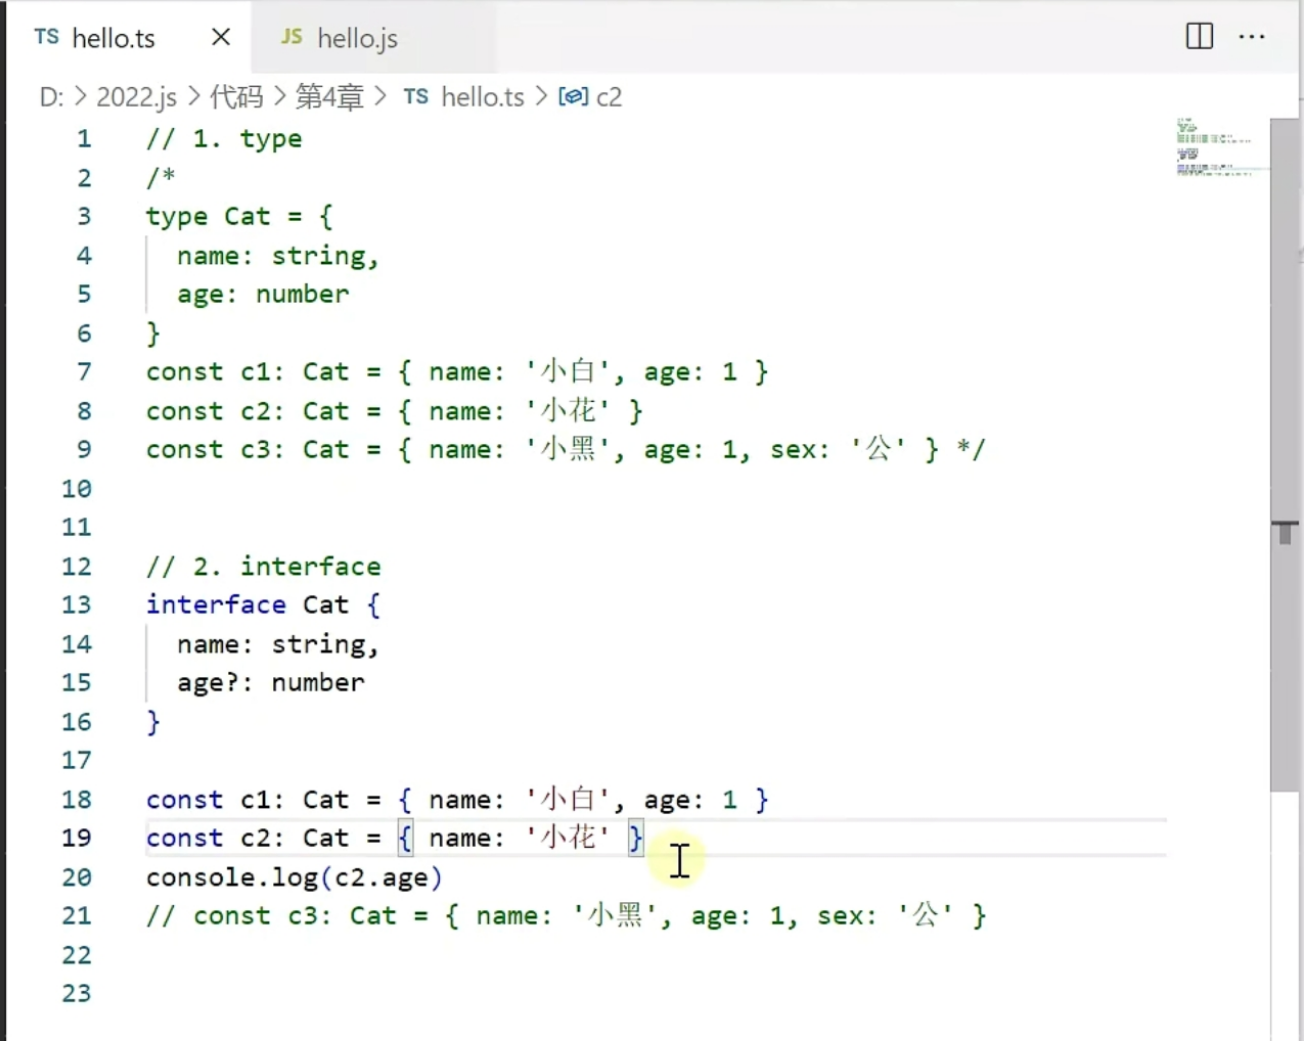 TS hello.ts JS hello.js ···
D: > 2022.js > 代码 > 第4章 > TS hello.ts > c2
1 // 1. type
2 /*
3 type Cat = {
4 name: string,
5 age: number
6 }
7 const c1: Cat = { name: '小白', age: 1 }
8 const c2: Cat = { name: '小花' }
9 const c3: Cat = { name: '小黑', age: 1, sex: '公' } */
10
11
12 // 2. interface
13 interface Cat {
14 name: string,
15 age?: number
16 }
17
18 const c1: Cat = { name: '小白', age: 1 }
19 const c2: Cat = { name: '小花' }
20 console.log(c2.age)
21 // const c3: Cat = { name: '小黑', age: 1, sex: '公' }
22
23